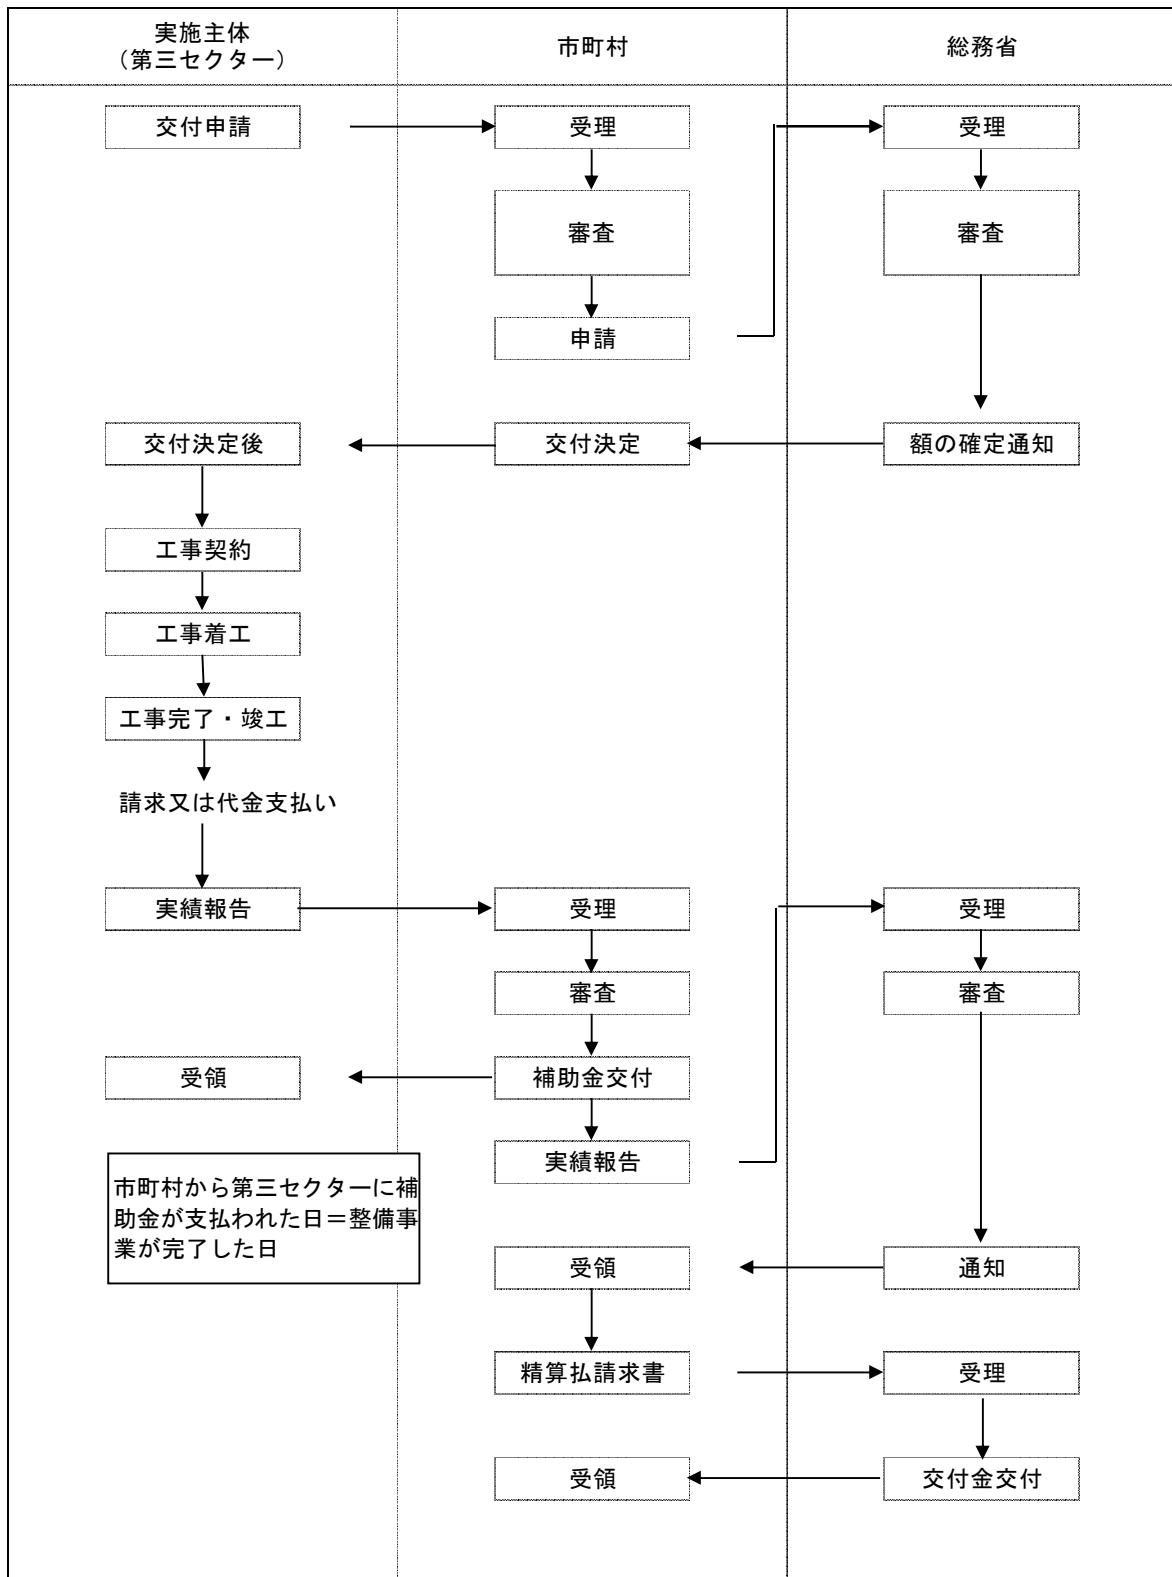 実施主体
（第三セクター）
市町村
総務省
交付申請
受理
受理
審査
審査
申請
交付決定後
交付決定
額の確定通知
工事契約
工事着工
工事完了・竣工
請求又は代金支払い
実績報告
受理
受理
審査
審査
受領
補助金交付
実績報告
市町村から第三セクターに補
助金が支払われた日＝整備事
業が完了した日
受領
通知
精算払請求書
受理
受領
交付金交付